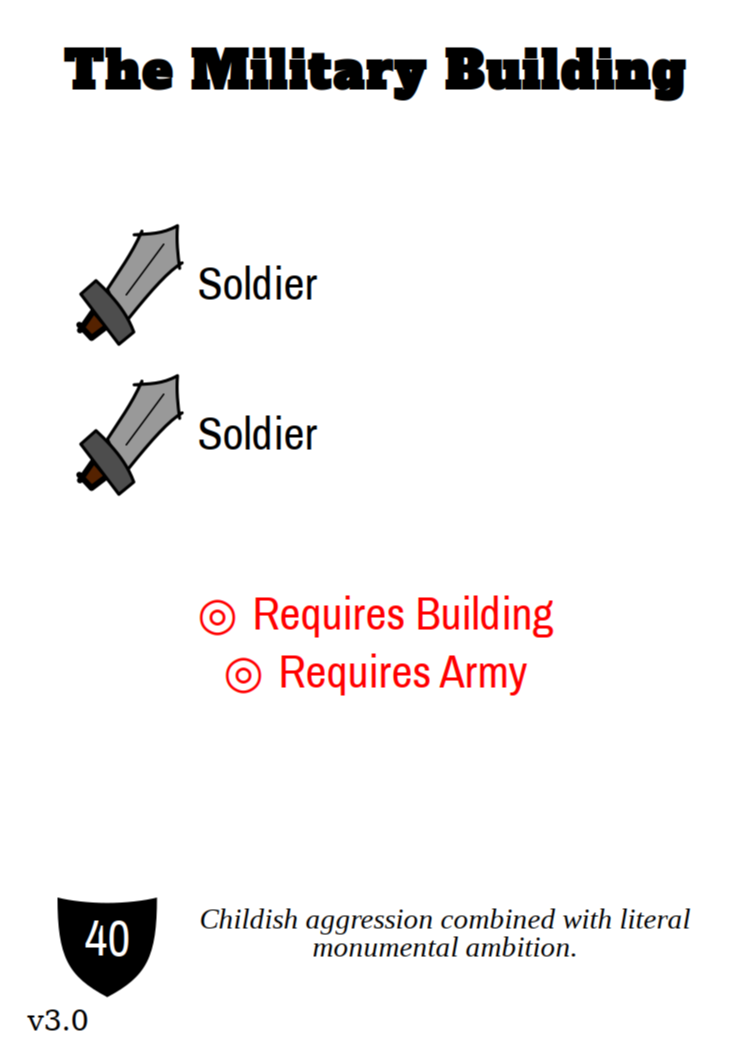 The Military Building
Soldier
Soldier
◎ Requires Building
◎ Requires Army
40
Childish aggression combined with literal
monumental ambition.
v3.0